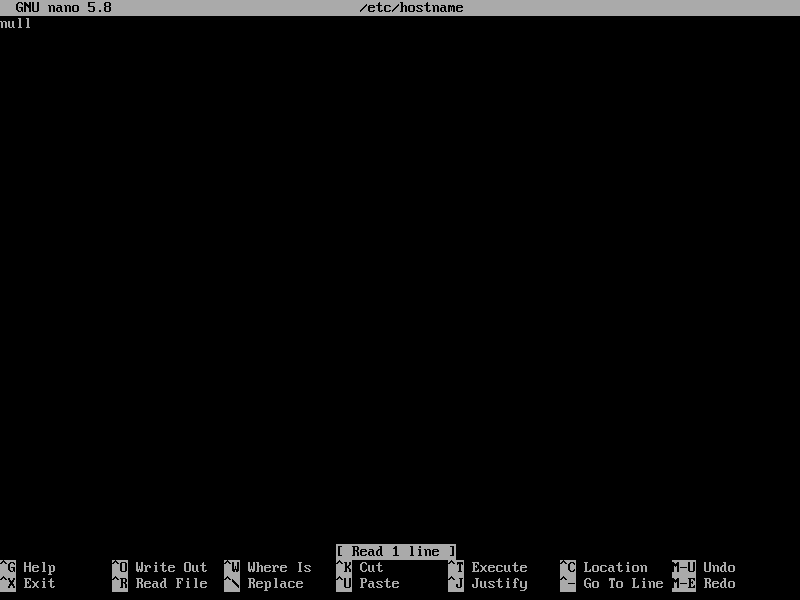 GNU nano 5.8 /etc/hostname
null
[ Read 1 line ]
^G Help ^O Write Out ^W Where Is ^K Cut ^T Execute ^C Location M-U Undo
^X Exit ^R Read File ^\ Replace ^U Paste ^J Justify ^- Go To Line M-E Redo